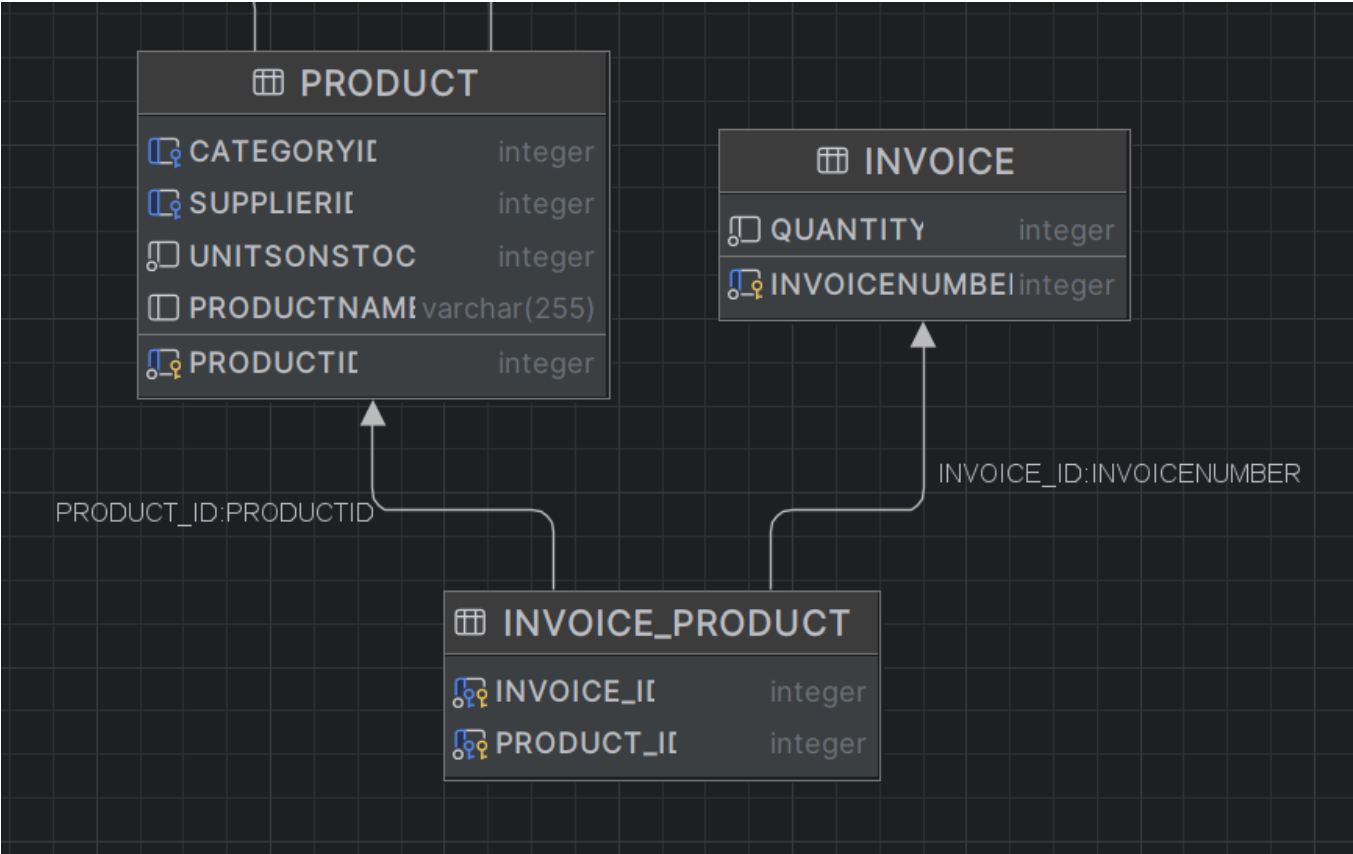 PRODUCT
CATEGORYID integer
SUPPLIERID integer
UNITSONSTOC integer
PRODUCTNAME varchar(255)
PRODUCTID integer
INVOICE
QUANTITY integer
INVOICENUMBER integer
INVOICE_ID:INVOICENUMBER
PRODUCT_ID:PRODUCTID
INVOICE_PRODUCT
INVOICE_ID integer
PRODUCT_ID integer